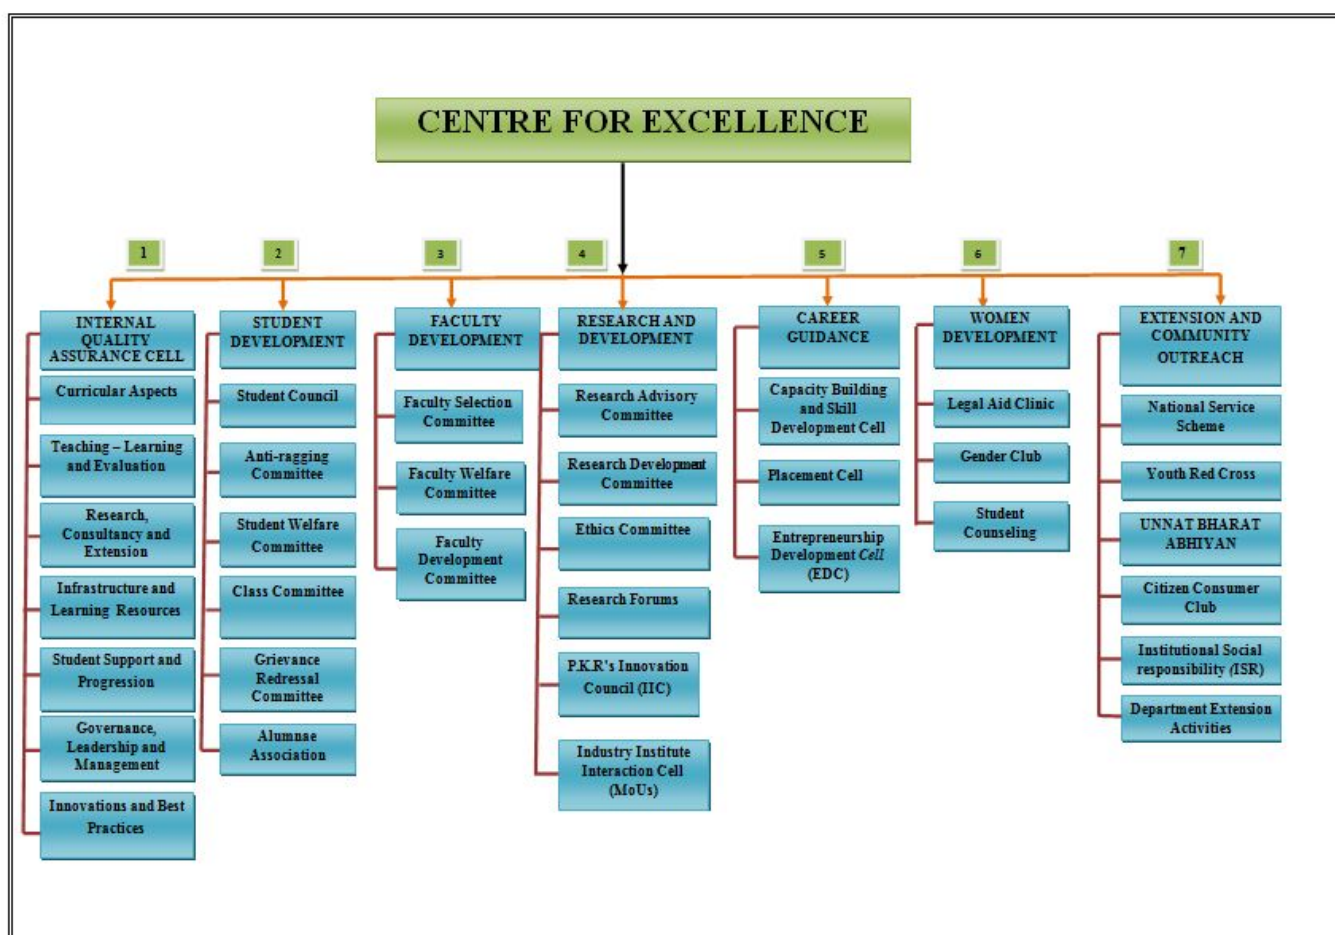 CENTRE FOR EXCELLENCE
1
2
3
4
5
6
7
INTERNAL
QUALITY
ASSURANCE CELL
Curricular Aspects
Teaching – Learning
and Evaluation
Research,
Consultancy and
Extension
Infrastructure and
Learning Resources
Student Support and
Progression
Governance,
Leadership and
Management
Innovations and Best
Practices
STUDENT
DEVELOPMENT
Student Council
Anti-ragging
Committee
Student Welfare
Committee
Class Committee
Grievance
Redressal
Committee
Alumnae
Association
FACULTY
DEVELOPMENT
Faculty Selection
Committee
Faculty Welfare
Committee
Faculty
Development
Committee
RESEARCH AND
DEVELOPMENT
Research Advisory
Committee
Research Development
Committee
Ethics Committee
Research Forums
P.K.R's Innovation
Council (IIC)
Industry Institute
Interaction Cell
(MoUs)
CAREER
GUIDANCE
Capacity Building
and Skill
Development Cell
Placement Cell
Entrepreneurship
Development Cell
(EDC)
WOMEN
DEVELOPMENT
Legal Aid Clinic
Gender Club
Student
Counseling
EXTENSION AND
COMMUNITY
OUTREACH
National Service
Scheme
Youth Red Cross
UNNAT BHARAT
ABHIYAN
Citizen Consumer
Club
Institutional Social
responsibility (ISR)
Department Extension
Activities